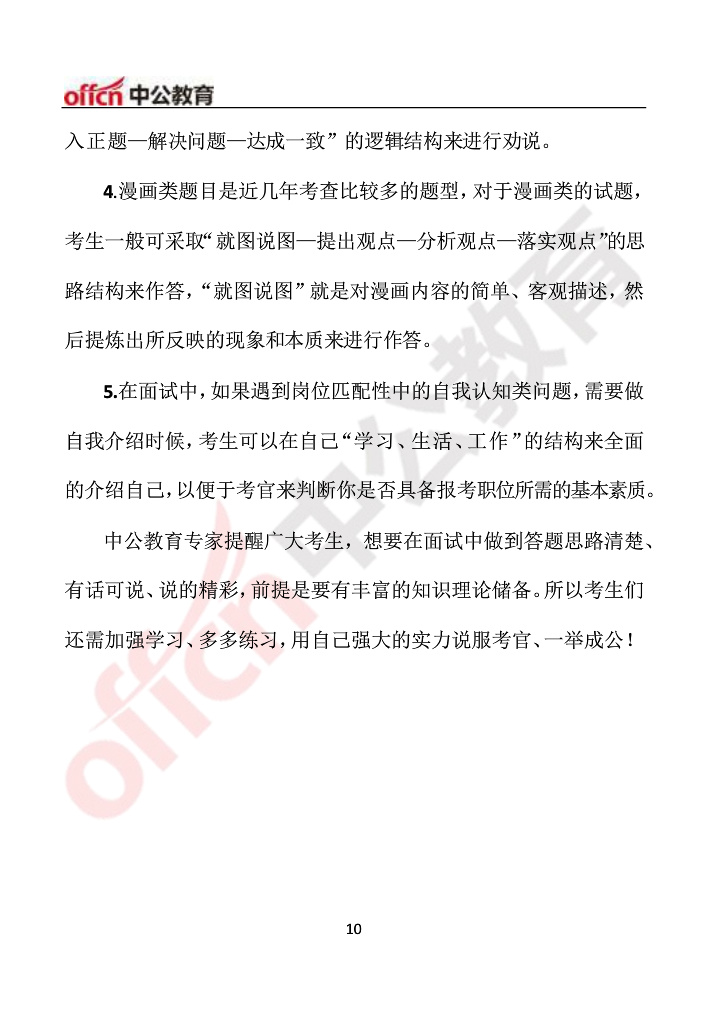 offcn 中公教育
入正题—解决问题—达成一致”的逻辑结构来进行劝说。
4.漫画类题目是近几年考查比较多的题型，对于漫画类的试题，
考生一般可采取“就图说图—提出观点—分析观点—落实观点”的思
路结构来作答，“就图说图”就是对漫画内容的简单、客观描述，然
后提炼出所反映的现象和本质来进行作答。
5.在面试中，如果遇到岗位匹配性中的自我认知类问题，需要做
自我介绍时候，考生可以在自己“学习、生活、工作”的结构来全面
的介绍自己，以便于考官来判断你是否具备报考职位所需的基本素质。
中公教育专家提醒广大考生，想要在面试中做到答题思路清楚、
有话可说、说的精彩，前提是要有丰富的知识理论储备。所以考生们
还需加强学习、多多练习，用自己强大的实力说服考官、一举成公！
offcn 中公教育
10